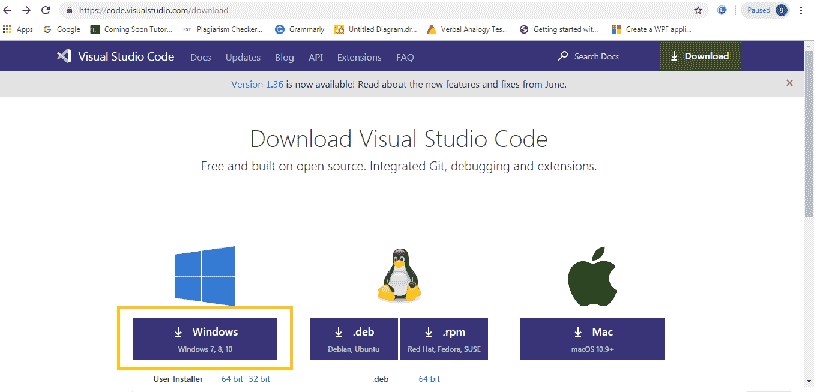 https://code.visualstudio.com/download
Paused
Apps Google Coming Soon Tutor... Plagiarism Checker... Grammarly Untitled Diagram.dr... Verbal Analogy Tes... Getting started wit... Create a WPF appli...
Visual Studio Code Docs Updates Blog API Extensions FAQ Search Docs Download
Version 1.36 is now available! Read about the new features and fixes from June.
Download Visual Studio Code
Free and built on open source. Integrated Git, debugging and extensions.
Windows .deb .rpm Mac
Windows 7, 8, 10 Debian, Ubuntu Red Hat, Fedora, SUSE macOS 10.9+
User Installer 64 bit 32 bit .deb 64 bit